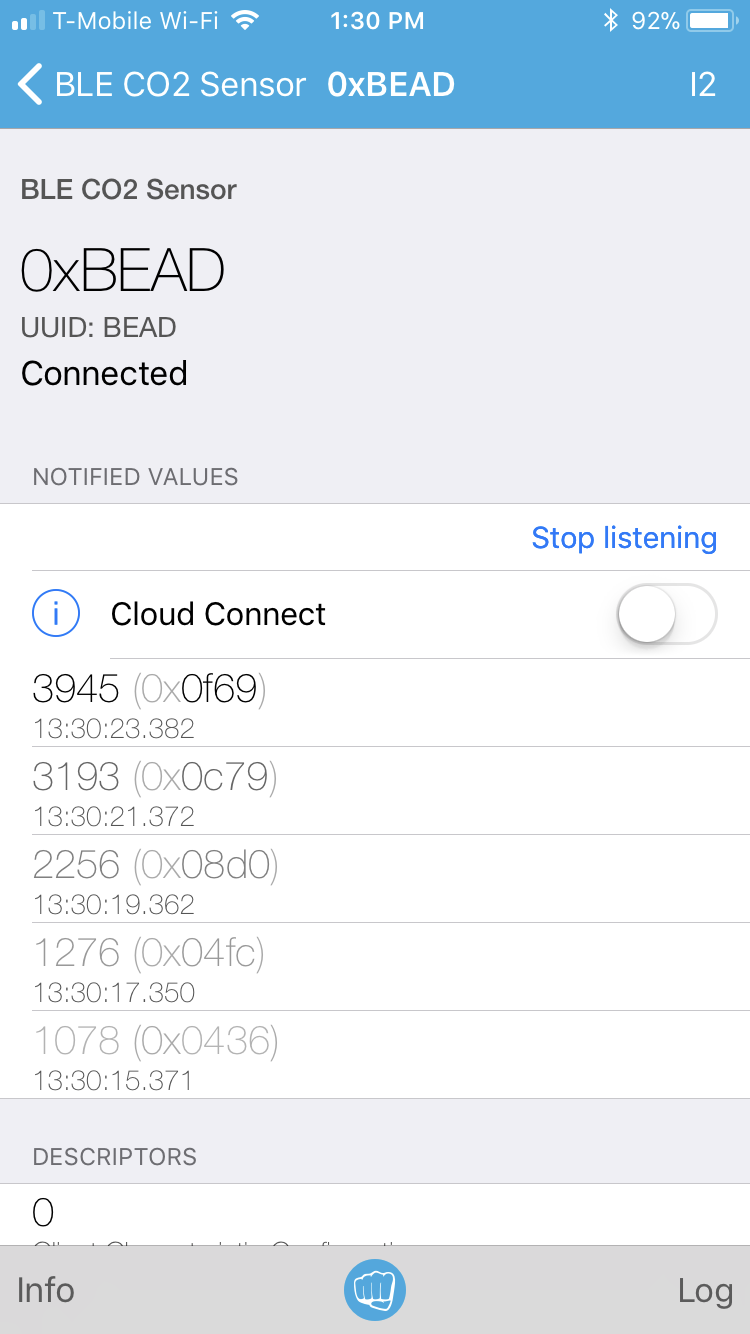 T-Mobile Wi-Fi 1:30 PM 92%
BLE CO2 Sensor 0xBEAD I2
BLE CO2 Sensor
0xBEAD
UUID: BEAD
Connected
NOTIFIED VALUES
Stop listening
i Cloud Connect
3945 (0x0f69)
13:30:23.382
3193 (0x0c79)
13:30:21.372
2256 (0x08d0)
13:30:19.362
1276 (0x04fc)
13:30:17.350
1078 (0x0436)
13:30:15.371
DESCRIPTORS
0
Info Log